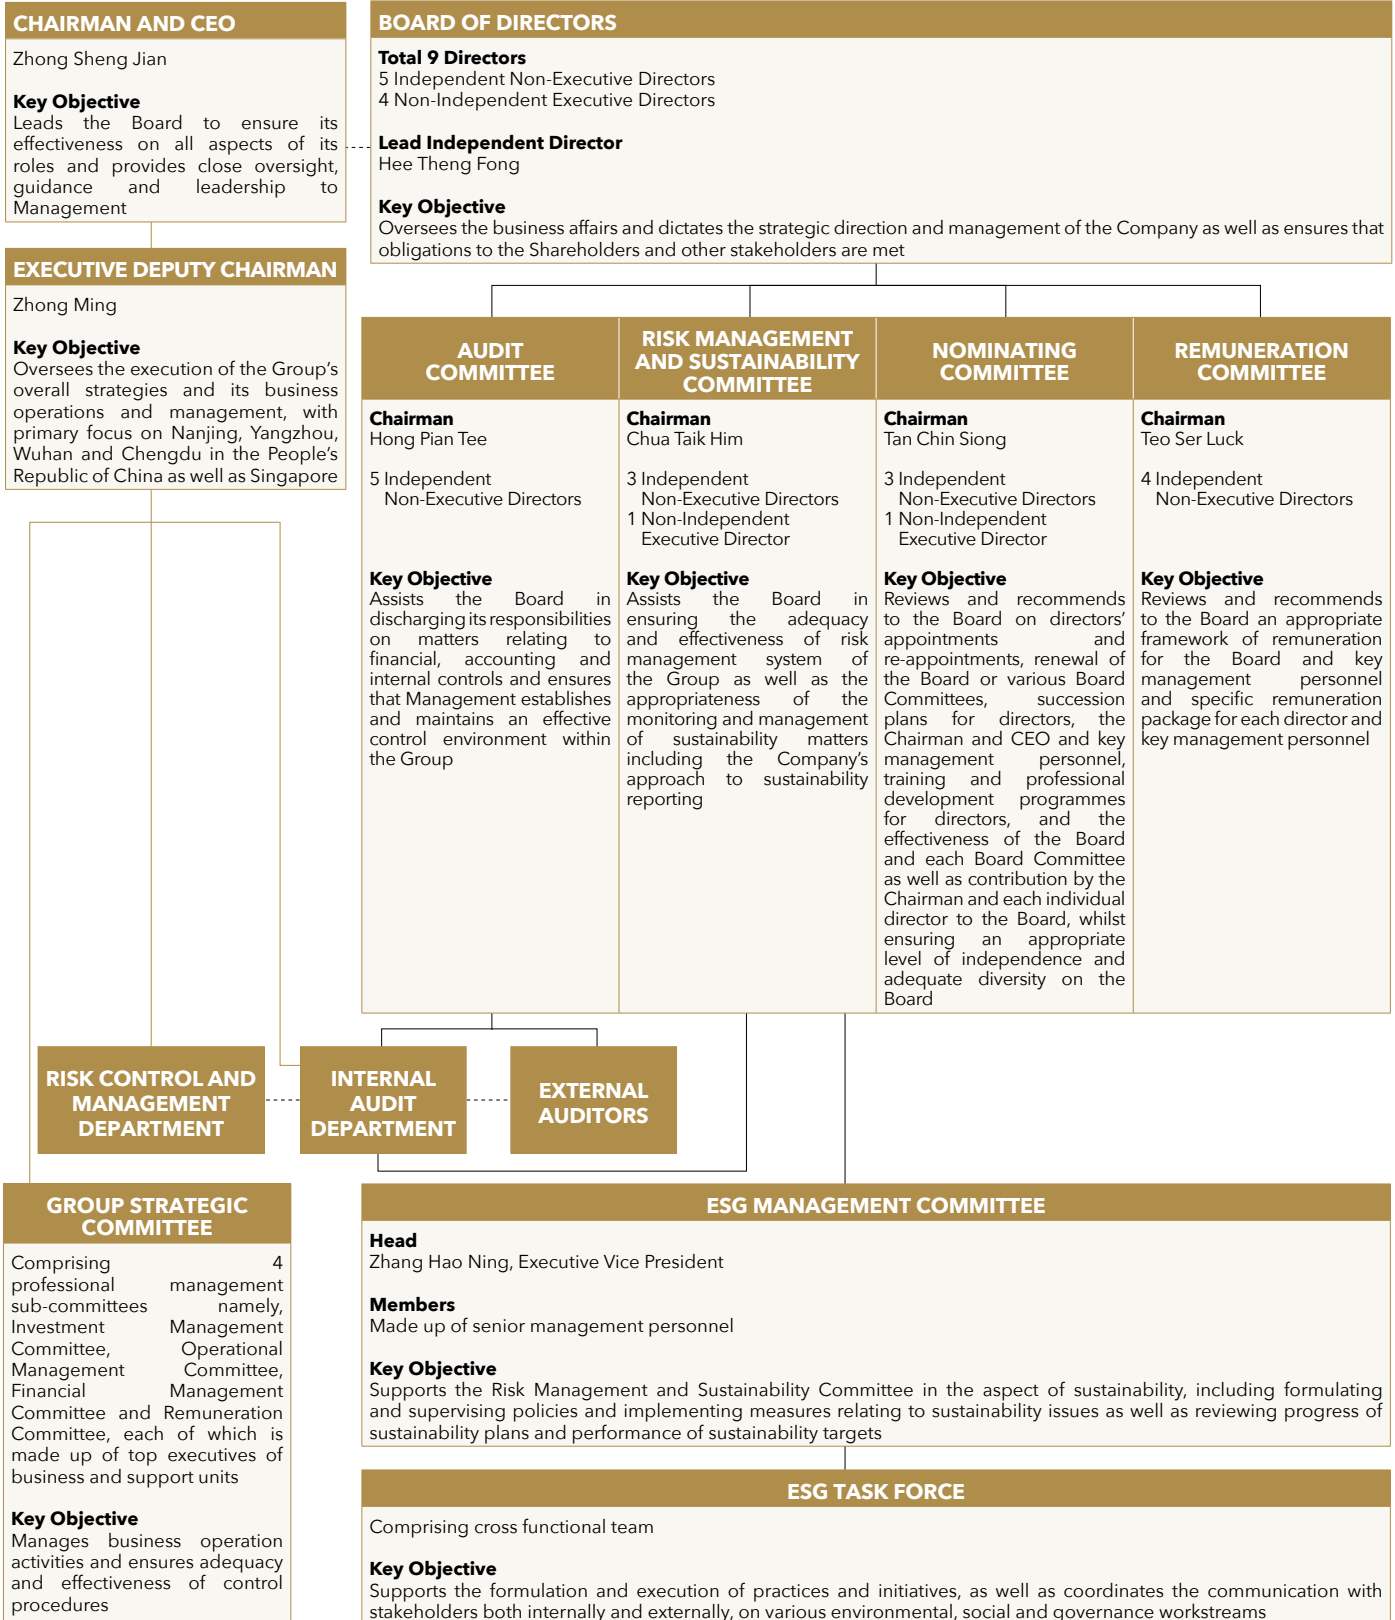 CHAIRMAN AND CEO
Zhong Sheng Jian
Key Objective
Leads the Board to ensure its
effectiveness on all aspects of its
roles and provides close oversight,
guidance and leadership to
Management
BOARD OF DIRECTORS
Total 9 Directors
5 Independent Non-Executive Directors
4 Non-Independent Executive Directors
Lead Independent Director
Hee Theng Fong
Key Objective
Oversees the business affairs and dictates the strategic direction and management of the Company as well as ensures that
obligations to the Shareholders and other stakeholders are met
EXECUTIVE DEPUTY CHAIRMAN
Zhong Ming
Key Objective
Oversees the execution of the Group's
overall strategies and its business
operations and management, with
primary focus on Nanjing, Yangzhou,
Wuhan and Chengdu in the People's
Republic of China as well as Singapore
AUDIT
COMMITTEE
Chairman
Hong Pian Tee
5 Independent
Non-Executive Directors
Key Objective
Assists the Board in
discharging its responsibilities
on matters relating to
financial, accounting and
internal controls and ensures
that Management establishes
and maintains an effective
control environment within
the Group
RISK MANAGEMENT
AND SUSTAINABILITY
COMMITTEE
Chairman
Chua Taik Him
3 Independent
Non-Executive Directors
1 Non-Independent
Executive Director
Key Objective
Assists the Board in
ensuring the adequacy
and effectiveness of risk
management system of
the Group as well as the
appropriateness of the
monitoring and management
of sustainability matters
including the Company's
approach to sustainability
reporting
NOMINATING
COMMITTEE
Chairman
Tan Chin Siong
3 Independent
Non-Executive Directors
1 Non-Independent
Executive Director
Key Objective
Reviews and recommends
to the Board on directors'
appointments and
re-appointments, renewal of
the Board or various Board
Committees, succession
plans for directors, the
Chairman and CEO and key
management personnel,
training and professional
development programmes
for directors, and the
effectiveness of the Board
and each Board Committee
as well as contribution by the
Chairman and each individual
director to the Board, whilst
ensuring an appropriate
level of independence and
adequate diversity on the
Board
REMUNERATION
COMMITTEE
Chairman
Teo Ser Luck
4 Independent
Non-Executive Directors
Key Objective
Reviews and recommends
to the Board an appropriate
framework of remuneration
for the Board and key
management personnel
and specific remuneration
package for each director and
key management personnel
RISK CONTROL AND
MANAGEMENT
DEPARTMENT
INTERNAL
AUDIT
DEPARTMENT
EXTERNAL
AUDITORS
GROUP STRATEGIC
COMMITTEE
Comprising 4
professional management
sub-committees namely,
Investment Management
Committee, Operational
Management Committee,
Financial Management
Committee and Remuneration
Committee, each of which is
made up of top executives of
business and support units
Key Objective
Manages business operation
activities and ensures adequacy
and effectiveness of control
procedures
ESG MANAGEMENT COMMITTEE
Head
Zhang Hao Ning, Executive Vice President
Members
Made up of senior management personnel
Key Objective
Supports the Risk Management and Sustainability Committee in the aspect of sustainability, including formulating
and supervising policies and implementing measures relating to sustainability issues as well as reviewing progress of
sustainability plans and performance of sustainability targets
ESG TASK FORCE
Comprising cross functional team
Key Objective
Supports the formulation and execution of practices and initiatives, as well as coordinates the communication with
stakeholders both internally and externally, on various environmental, social and governance workstreams